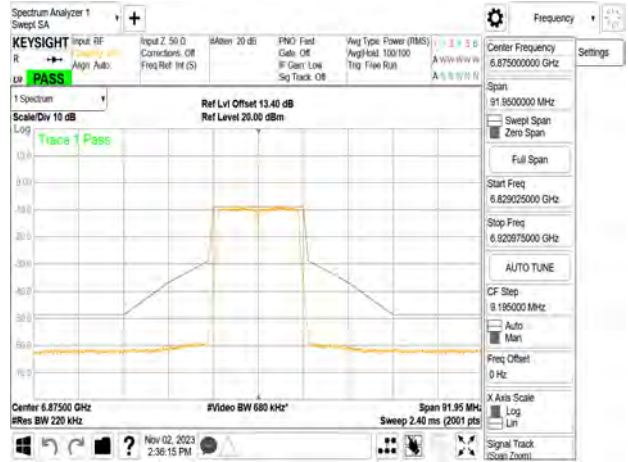 Spectrum Analyzer 1
Swept SA
+
Frequency
KEYSIGHT
Input: RF
Align: Auto
Input Z: 50 Ω
Corrections: Off
Freq Ref: Int (S)
#Atten: 20 dB
PNO: Fast
Gate: Off
IF Gain: Low
Sig Track: Off
Avg Type: Power (RMS)
Avg|Hold: 100/100
Trig: Free Run
R
PASS
1 Spectrum
Scale/Div 10 dB
Ref Lvl Offset 13.40 dB
Ref Level 20.00 dBm
Log
Trace 1 Pass
Center 6.87500 GHz
#Res BW 220 kHz
#Video BW 680 kHz*
Span 91.95 MHz
Sweep 2.40 ms (2001 pts
Center Frequency
6.875000000 GHz
Settings
Span
91.9500000 MHz
Swept Span
Zero Span
Full Span
Start Freq
6.829025000 GHz
Stop Freq
6.920975000 GHz
AUTO TUNE
CF Step
9.195000 MHz
Auto
Man
Freq Offset
0 Hz
X Axis Scale
Log
Lin
Signal Track
(Span Zoom)
?
Nov 02, 2023
2:36:15 PM